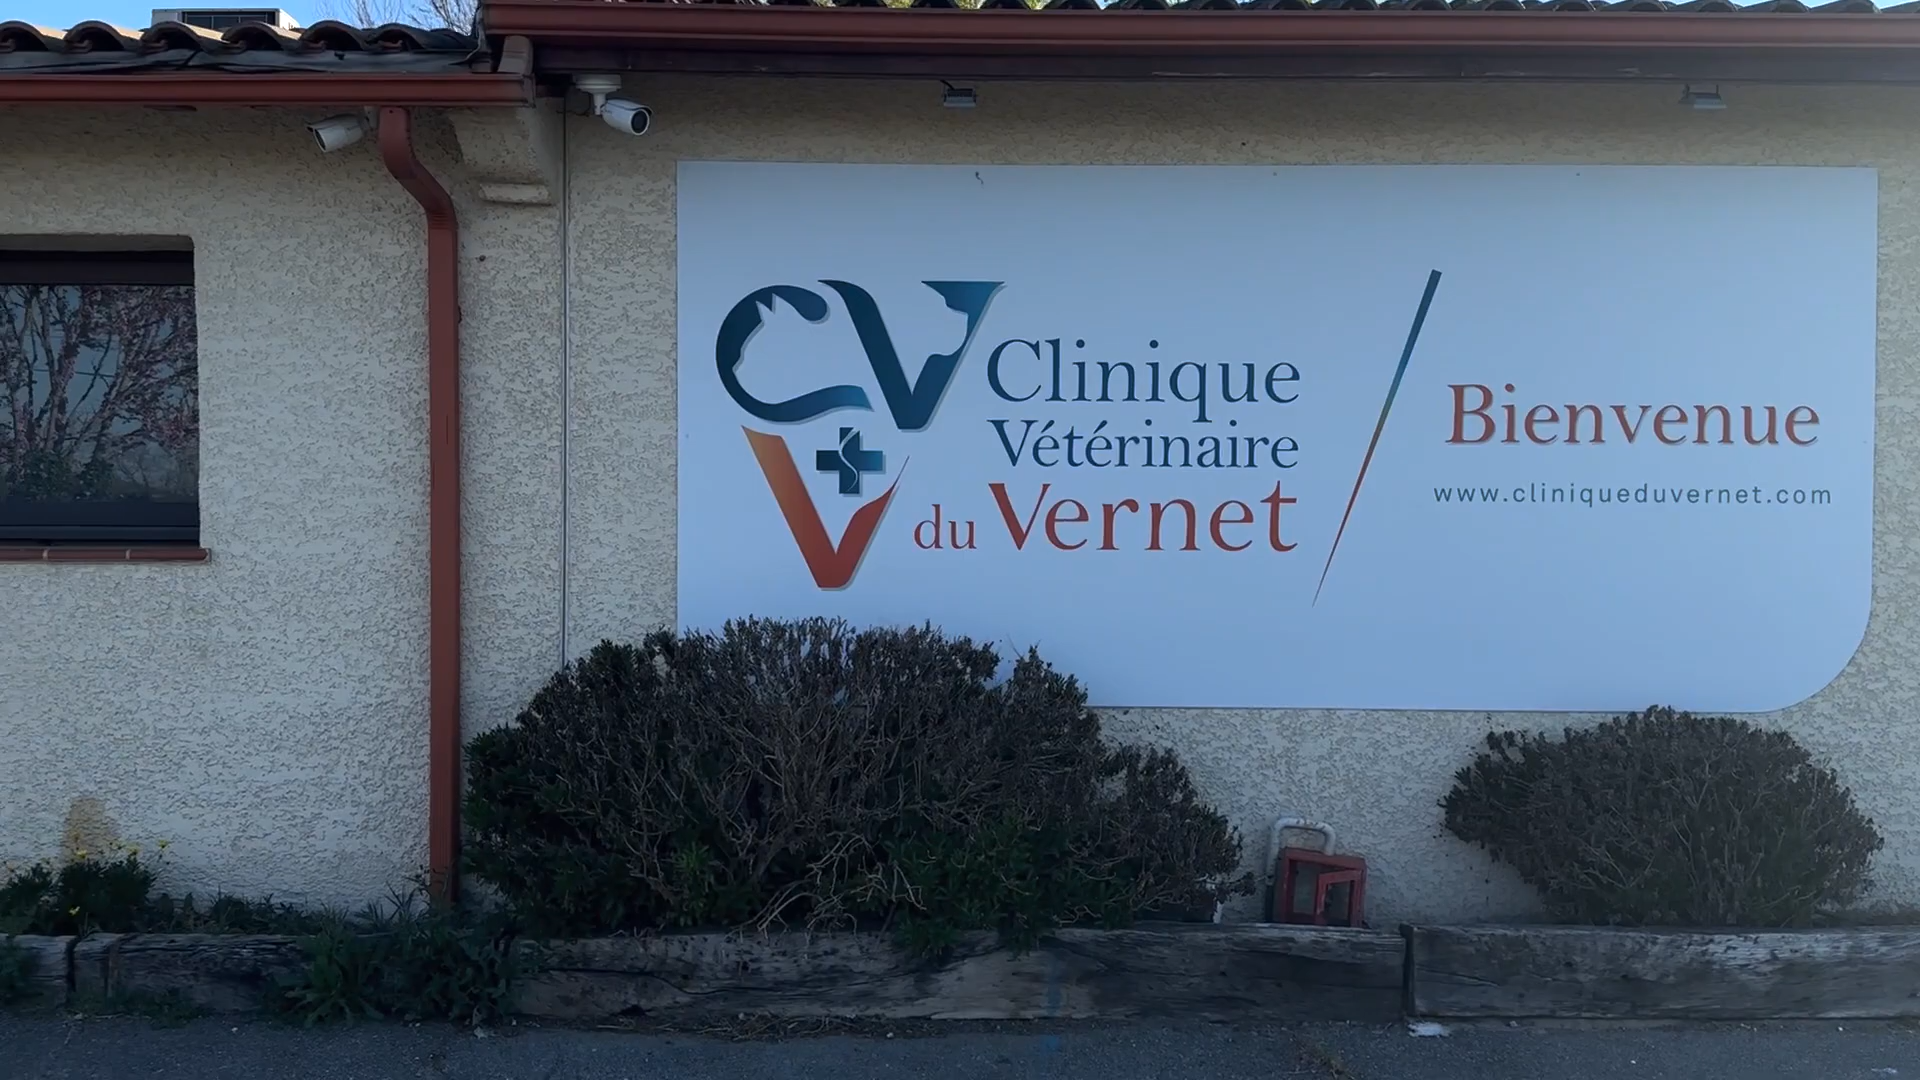 CV
V
Clinique
Vétérinaire
du Vernet
Bienvenue
www.cliniqueduvernet.com